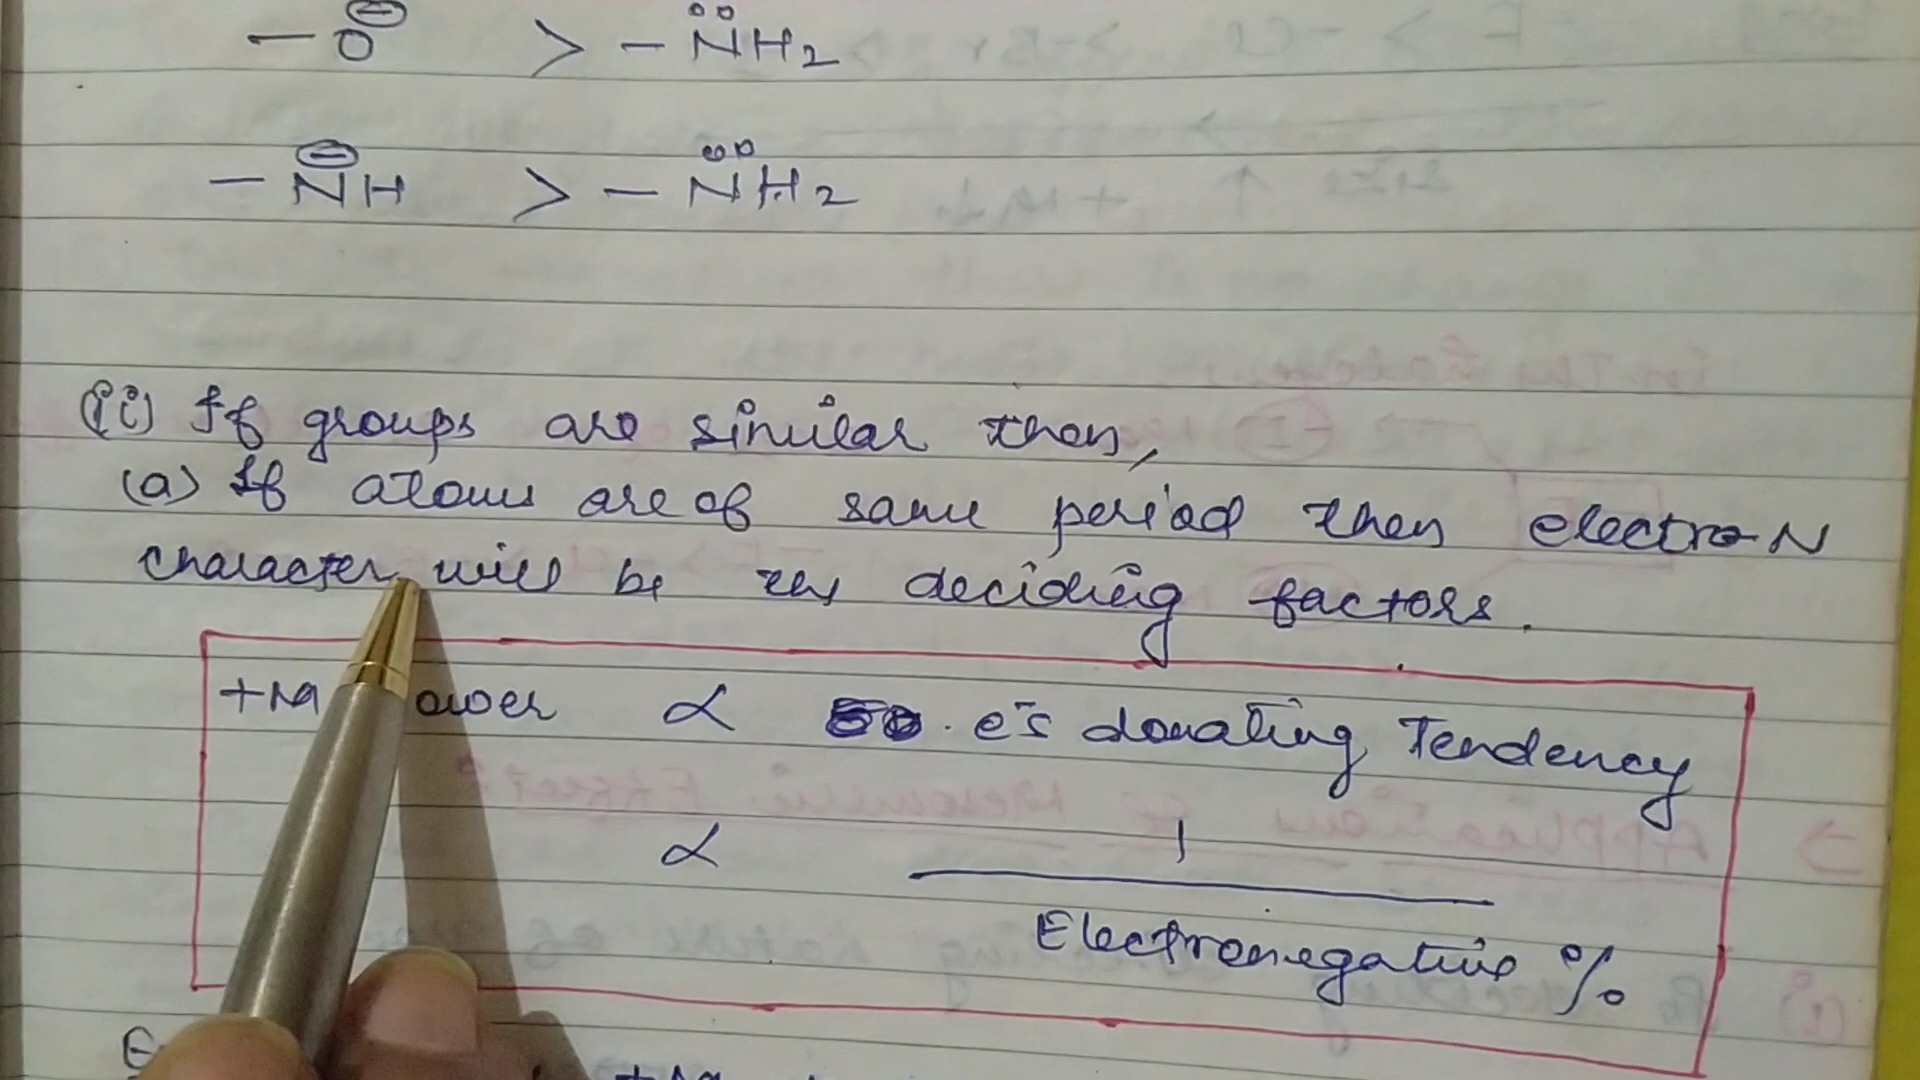 — O⊖ > — N̈H2
— N⊖H > — N̈H2
(ii) If groups are similar then,
(a) If atoms are of same period then electro-N
character will be the deciding factors.
+M ower ∝ e⁻s donating Tendency
∝ 1
Electronegative %